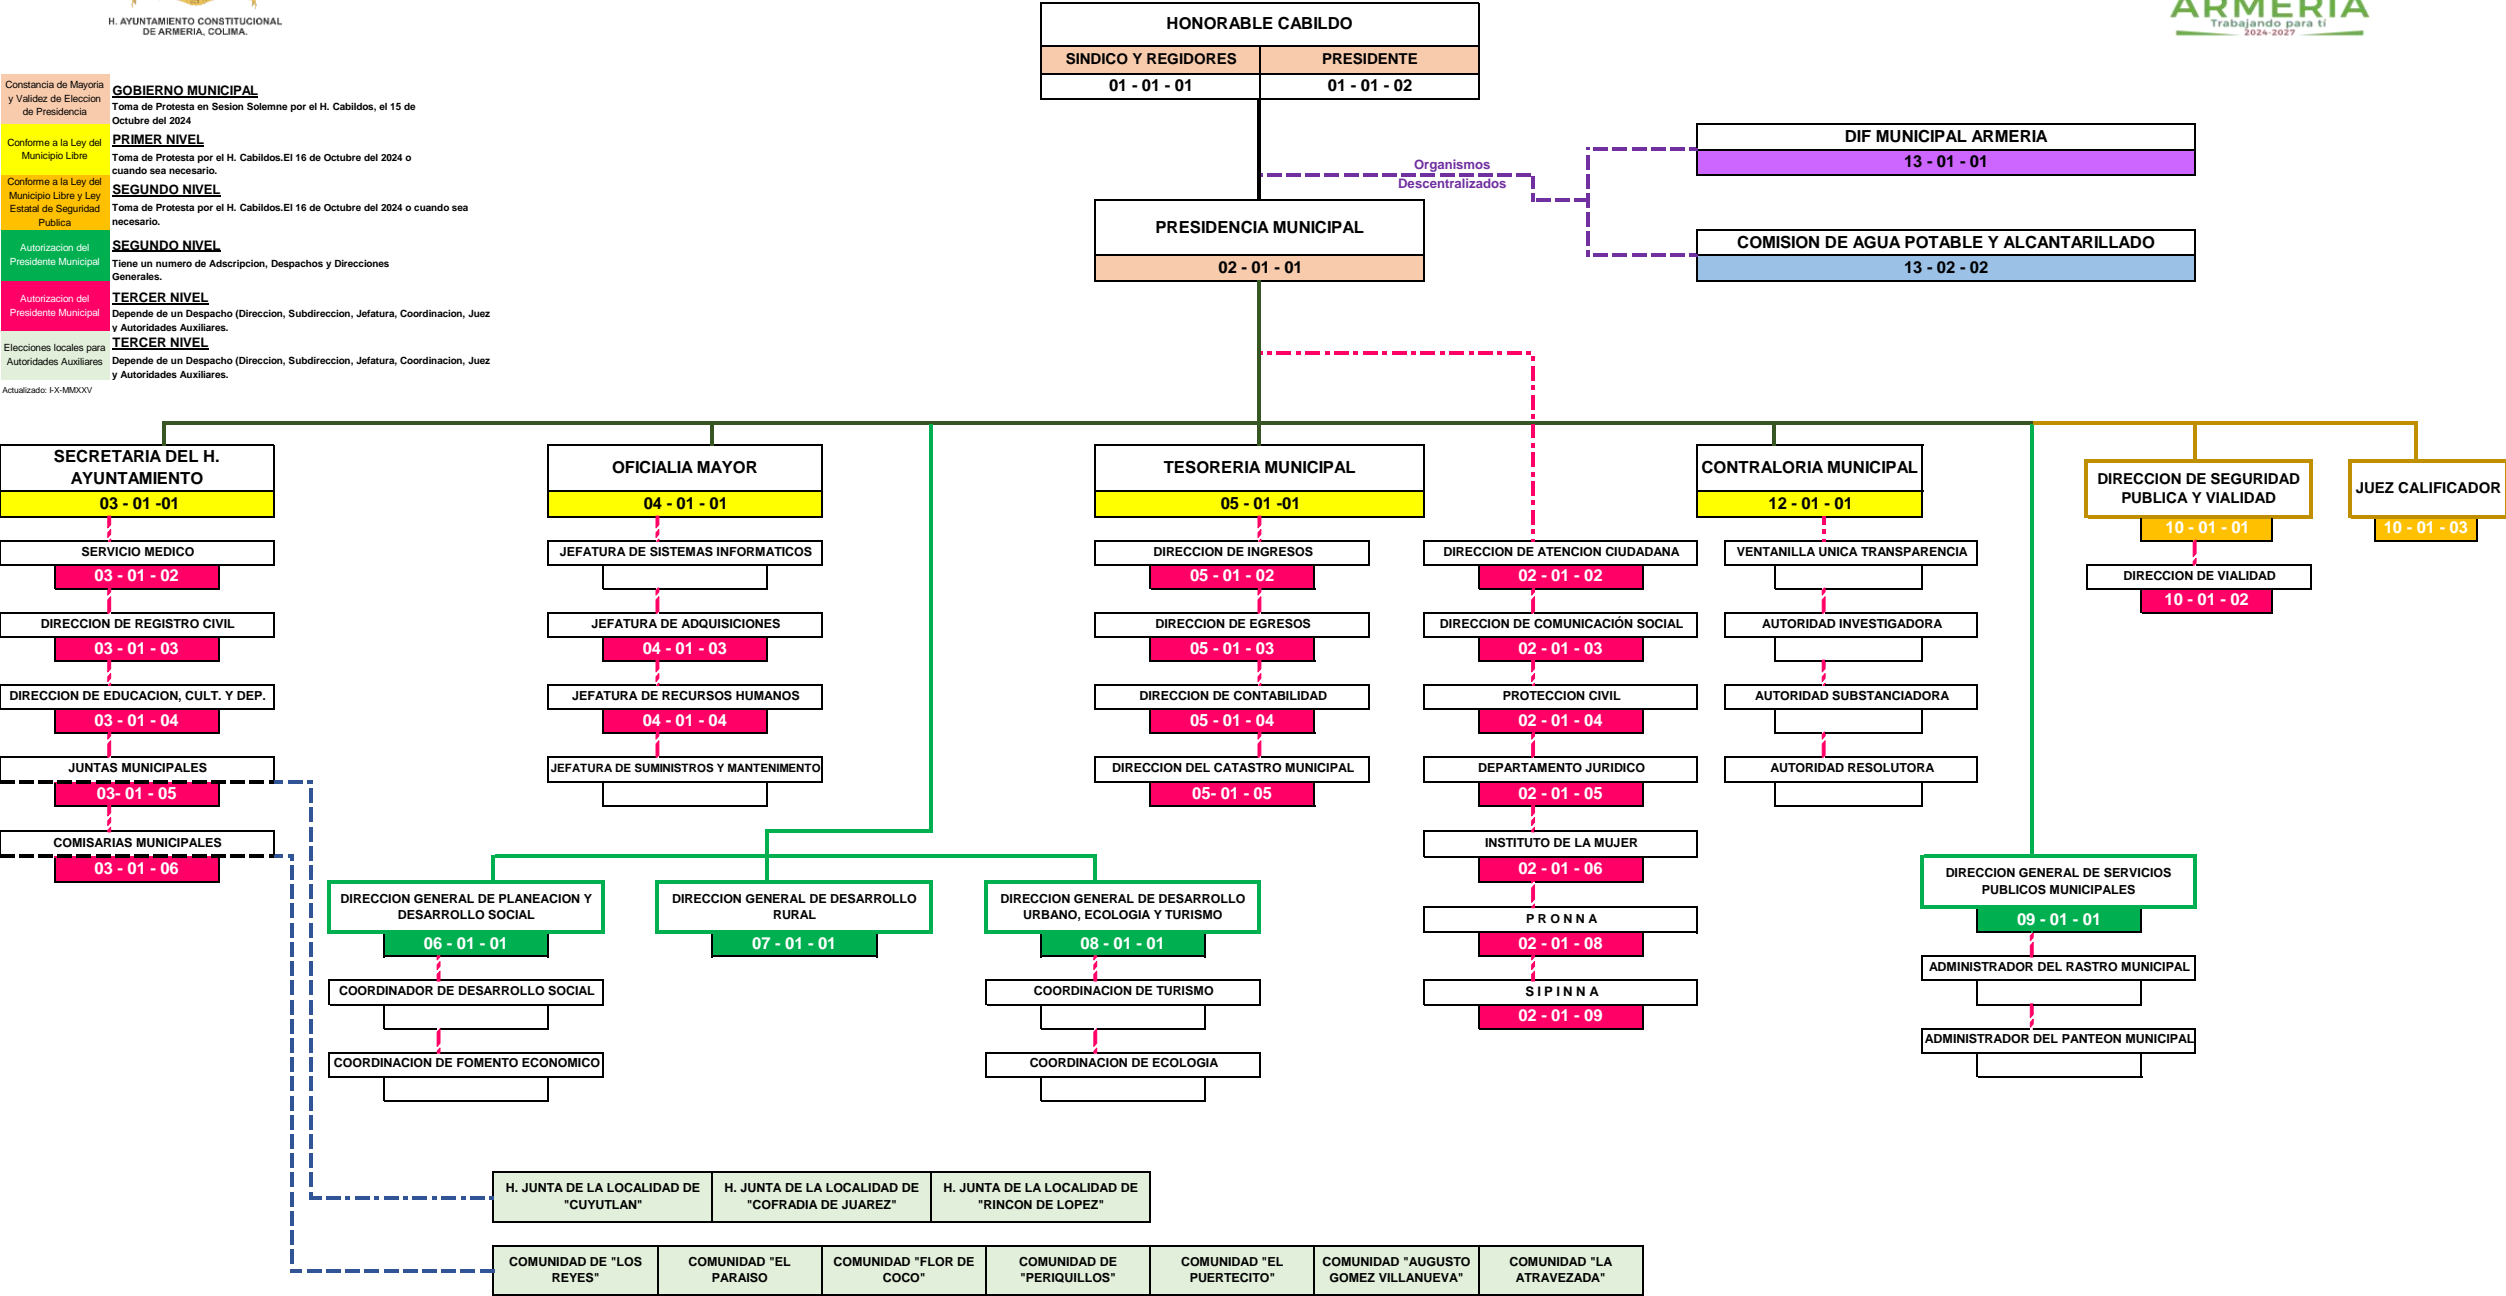 H. AYUNTAMIENTO CONSTITUCIONAL
DE ARMERIA, COLIMA.
ARMERIA
Trabajando para tí
2024-2027
HONORABLE CABILDO
SINDICO Y REGIDORES
PRESIDENTE
01 - 01 - 01
01 - 01 - 02
Constancia de Mayoria
y Validez de Eleccion
de Presidencia
GOBIERNO MUNICIPAL
Toma de Protesta en Sesion Solemne por el H. Cabildos, el 15 de
Octubre del 2024
Conforme a la Ley del
Municipio Libre
PRIMER NIVEL
Toma de Protesta por el H. Cabildos.El 16 de Octubre del 2024 o
cuando sea necesario.
Conforme a la Ley del
Municipio Libre y Ley
Estatal de Seguridad
Publica
SEGUNDO NIVEL
Toma de Protesta por el H. Cabildos.El 16 de Octubre del 2024 o cuando sea
necesario.
Autorizacion del
Presidente Municipal
SEGUNDO NIVEL
Tiene un numero de Adscripcion, Despachos y Direcciones
Generales.
Autorizacion del
Presidente Municipal
TERCER NIVEL
Depende de un Despacho (Direccion, Subdireccion, Jefatura, Coordinacion, Juez
y Autoridades Auxiliares.
Elecciones locales para
Autoridades Auxiliares
TERCER NIVEL
Depende de un Despacho (Direccion, Subdireccion, Jefatura, Coordinacion, Juez
y Autoridades Auxiliares.
Actualizado: I-X-MMXXV
Organismos
Descentralizados
DIF MUNICIPAL ARMERIA
13 - 01 - 01
COMISION DE AGUA POTABLE Y ALCANTARILLADO
13 - 02 - 02
PRESIDENCIA MUNICIPAL
02 - 01 - 01
SECRETARIA DEL H.
AYUNTAMIENTO
03 - 01 -01
SERVICIO MEDICO
03 - 01 - 02
DIRECCION DE REGISTRO CIVIL
03 - 01 - 03
DIRECCION DE EDUCACION, CULT. Y DEP.
03 - 01 - 04
JUNTAS MUNICIPALES
03- 01 - 05
COMISARIAS MUNICIPALES
03 - 01 - 06
OFICIALIA MAYOR
04 - 01 - 01
JEFATURA DE SISTEMAS INFORMATICOS
JEFATURA DE ADQUISICIONES
04 - 01 - 03
JEFATURA DE RECURSOS HUMANOS
04 - 01 - 04
JEFATURA DE SUMINISTROS Y MANTENIMENTO
TESORERIA MUNICIPAL
05 - 01 -01
DIRECCION DE INGRESOS
05 - 01 - 02
DIRECCION DE EGRESOS
05 - 01 - 03
DIRECCION DE CONTABILIDAD
05 - 01 - 04
DIRECCION DEL CATASTRO MUNICIPAL
05- 01 - 05
DIRECCION DE ATENCION CIUDADANA
02 - 01 - 02
DIRECCION DE COMUNICACIÓN SOCIAL
02 - 01 - 03
PROTECCION CIVIL
02 - 01 - 04
DEPARTAMENTO JURIDICO
02 - 01 - 05
INSTITUTO DE LA MUJER
02 - 01 - 06
P R O N N A
02 - 01 - 08
S I P I N N A
02 - 01 - 09
CONTRALORIA MUNICIPAL
12 - 01 - 01
VENTANILLA UNICA TRANSPARENCIA
AUTORIDAD INVESTIGADORA
AUTORIDAD SUBSTANCIADORA
AUTORIDAD RESOLUTORA
DIRECCION DE SEGURIDAD
PUBLICA Y VIALIDAD
10 - 01 - 01
DIRECCION DE VIALIDAD
10 - 01 - 02
JUEZ CALIFICADOR
10 - 01 - 03
DIRECCION GENERAL DE PLANEACION Y
DESARROLLO SOCIAL
06 - 01 - 01
COORDINADOR DE DESARROLLO SOCIAL
COORDINACION DE FOMENTO ECONOMICO
DIRECCION GENERAL DE DESARROLLO
RURAL
07 - 01 - 01
DIRECCION GENERAL DE DESARROLLO
URBANO, ECOLOGIA Y TURISMO
08 - 01 - 01
COORDINACION DE TURISMO
COORDINACION DE ECOLOGIA
DIRECCION GENERAL DE SERVICIOS
PUBLICOS MUNICIPALES
09 - 01 - 01
ADMINISTRADOR DEL RASTRO MUNICIPAL
ADMINISTRADOR DEL PANTEON MUNICIPAL
H. JUNTA DE LA LOCALIDAD DE
"CUYUTLAN"
H. JUNTA DE LA LOCALIDAD DE
"COFRADIA DE JUAREZ"
H. JUNTA DE LA LOCALIDAD DE
"RINCON DE LOPEZ"
COMUNIDAD DE "LOS
REYES"
COMUNIDAD "EL
PARAISO
COMUNIDAD "FLOR DE
COCO"
COMUNIDAD DE
"PERIQUILLOS"
COMUNIDAD "EL
PUERTECITO"
COMUNIDAD "AUGUSTO
GOMEZ VILLANUEVA"
COMUNIDAD "LA
ATRAVEZADA"